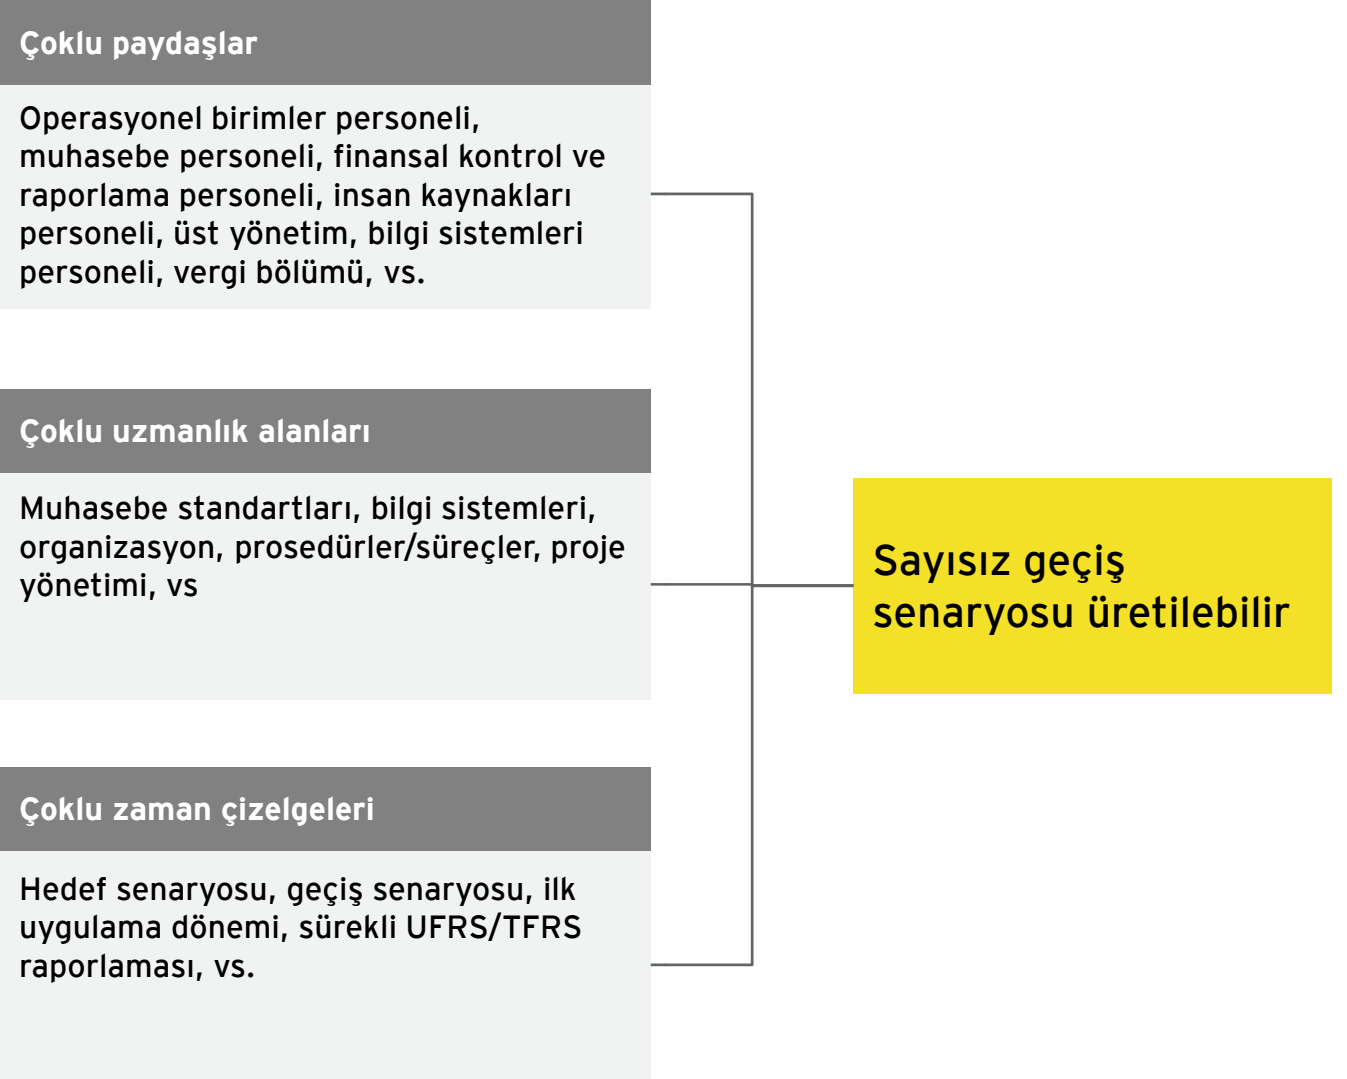 Çoklu paydaşlar
Operasyonel birimler personeli,
muhasebe personeli, finansal kontrol ve
raporlama personeli, insan kaynakları
personeli, üst yönetim, bilgi sistemleri
personeli, vergi bölümü, vs.
Çoklu uzmanlık alanları
Muhasebe standartları, bilgi sistemleri,
organizasyon, prosedürler/süreçler, proje
yönetimi, vs
Çoklu zaman çizelgeleri
Hedef senaryosu, geçiş senaryosu, ilk
uygulama dönemi, sürekli UFRS/TFRS
raporlaması, vs.
Sayısız geçiş
senaryosu üretilebilir